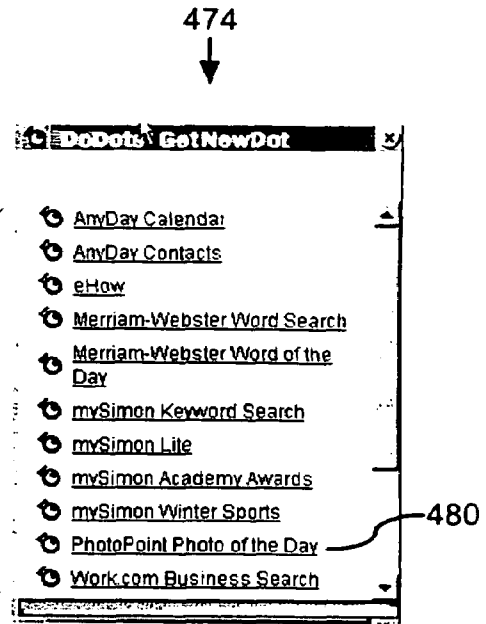 474
DoDots GetNewDot
AnyDay Calendar
AnyDay Contacts
eHow
Merriam-Webster Word Search
Merriam-Webster Word of the
Day
mySimon Keyword Search
mySimon Lite
mySimon Academy Awards
mySimon Winter Sports
PhotoPoint Photo of the Day
480
Work.com Business Search